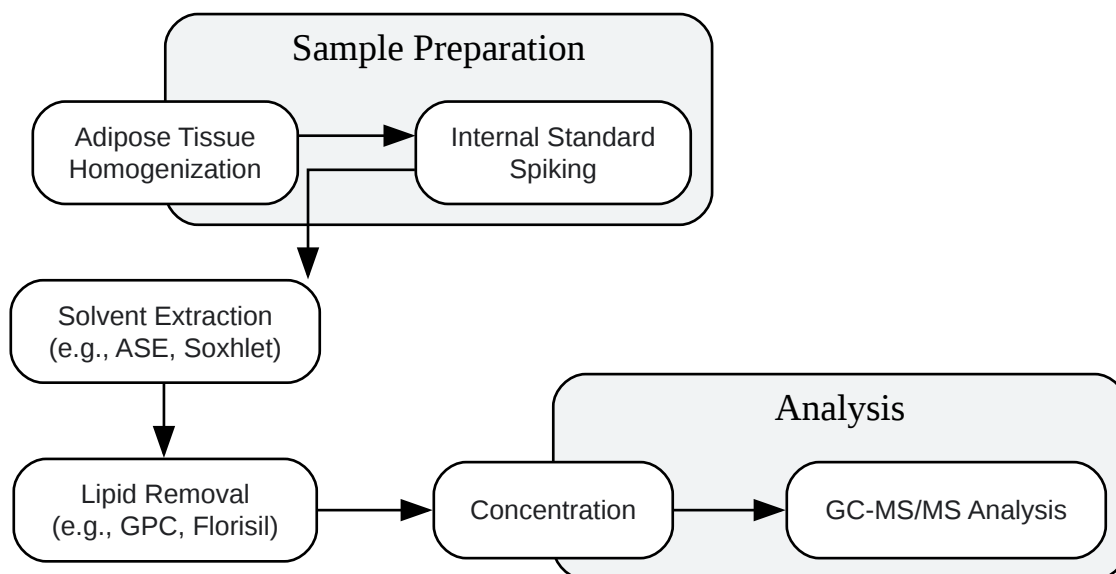 Sample Preparation
Adipose Tissue
Homogenization
Internal Standard
Spiking
Solvent Extraction
(e.g., ASE, Soxhlet)
Analysis
Lipid Removal
(e.g., GPC, Florisil)
Concentration
GC-MS/MS Analysis